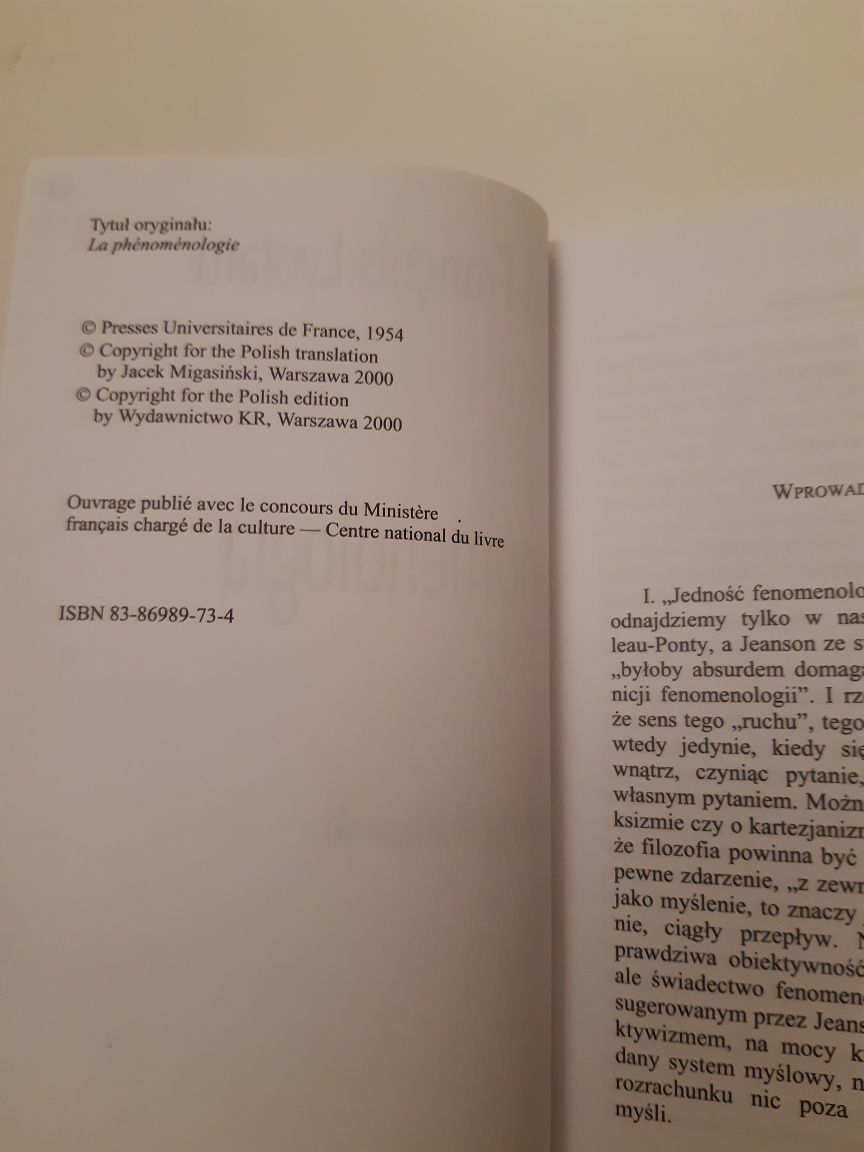 Tytuł oryginału:
La phénoménologie
© Presses Universitaires de France, 1954
© Copyright for the Polish translation
by Jacek Migasiński, Warszawa 2000
© Copyright for the Polish edition
by Wydawnictwo KR, Warszawa 2000
Ouvrage publié avec le concours du Ministère
français chargé de la culture — Centre national du livre
ISBN 83-86989-73-4
WPROWAD
I. „Jedność fenomenolo
odnajdziemy tylko w nas
leau-Ponty, a Jeanson ze s
„byłoby absurdem domaga
nicji fenomenologii”. I rz
że sens tego „ruchu”, tego
wtedy jedynie, kiedy się
wnątrz, czyniąc pytanie,
własnym pytaniem. Możn
ksizmie czy o kartezjanizm
że filozofia powinna być
pewne zdarzenie, „z zewn
jako myślenie, to znaczy
nie, ciągły przepływ.
prawdziwa obiektywność
ale świadectwo fenomen
sugerowanym przez Jeans
ktywizmem, na mocy k
dany system myślowy, n
rozrachunku nic poza
myśli.